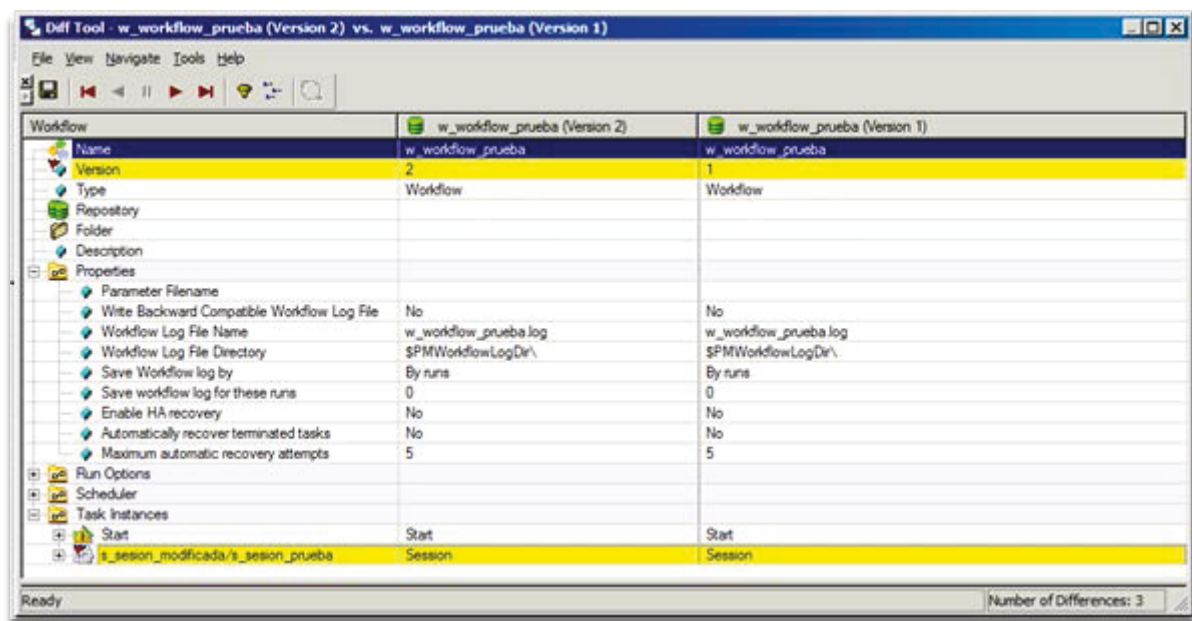 Diff Tool - w_workflow_prueba (Version 2) vs. w_workflow_prueba (Version 1)
File View Navigate Tools Help
Workflow w_workflow_prueba (Version 2) w_workflow_prueba (Version 1)
Name w_workflow_prueba w_workflow_prueba
Version 2 1
Type Workflow Workflow
Repository
Folder
Description
Properties
Parameter Filename
Write Backward Compatible Workflow Log File No No
Workflow Log File Name w_workflow_prueba.log w_workflow_prueba.log
Workflow Log File Directory $PMWorkflowLogDir\ $PMWorkflowLogDir\
Save Workflow log by By runs By runs
Save workflow log for these runs 0 0
Enable HA recovery No No
Automatically recover terminated tasks No No
Maximum automatic recovery attempts 5 5
Run Options
Scheduler
Task Instances
Start Start Start
s_sesion_modificada/s_sesion_prueba Session Session
Ready Number of Differences: 3